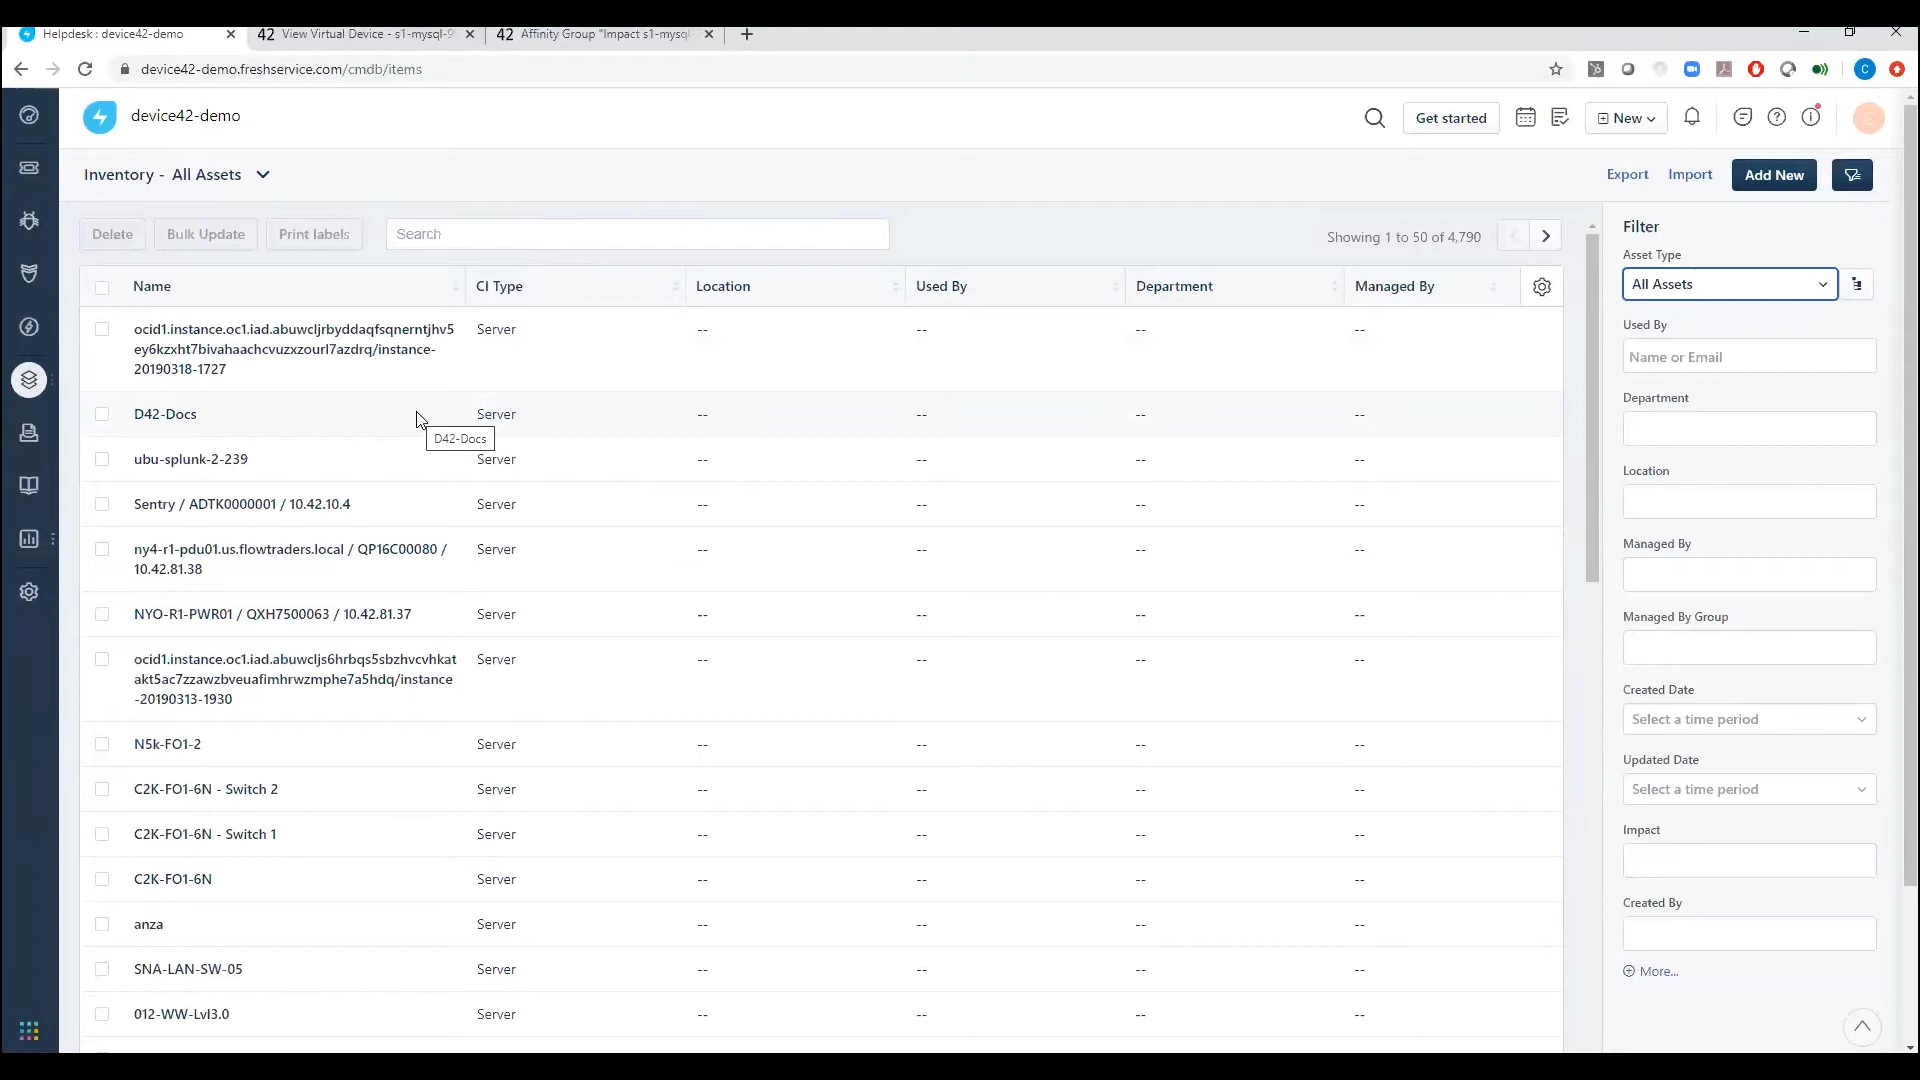 Helpdesk : device42-demo
42 View Virtual Device - s1-mysql-9
42 Affinity Group "Impact s1-mysql-
device42-demo.freshservice.com/cmdb/items
C
device42-demo
Get started
New
Inventory - All Assets
Export
Import
Add New
Delete
Bulk Update
Print labels
Search
Showing 1 to 50 of 4,790
Name
CI Type
Location
Used By
Department
Managed By
ocid1.instance.oc1.iad.abuwcljrbyddaqfsqnerntjhv5
ey6kzxht7bivahaachcvuzxzourl7azdrq/instance-
20190318-1727
Server
--
--
--
--
D42-Docs
Server
--
--
--
--
D42-Docs
ubu-splunk-2-239
Server
--
--
--
--
Sentry / ADTK0000001 / 10.42.10.4
Server
--
--
--
--
ny4-r1-pdu01.us.flowtraders.local / QP16C00080 /
10.42.81.38
Server
--
--
--
--
NYO-R1-PWR01 / QXH7500063 / 10.42.81.37
Server
--
--
--
--
ocid1.instance.oc1.iad.abuwcljs6hrbqs5sbzhvcvhkat
akt5ac7zzawzbveuafimhrwzmphe7a5hdq/instance
-20190313-1930
Server
--
--
--
--
N5k-FO1-2
Server
--
--
--
--
C2K-FO1-6N - Switch 2
Server
--
--
--
--
C2K-FO1-6N - Switch 1
Server
--
--
--
--
C2K-FO1-6N
Server
--
--
--
--
anza
Server
--
--
--
--
SNA-LAN-SW-05
Server
--
--
--
--
012-WW-Lvl3.0
Server
--
--
--
--
Filter
Asset Type
All Assets
Used By
Name or Email
Department
Location
Managed By
Managed By Group
Created Date
Select a time period
Updated Date
Select a time period
Impact
Created By
More...